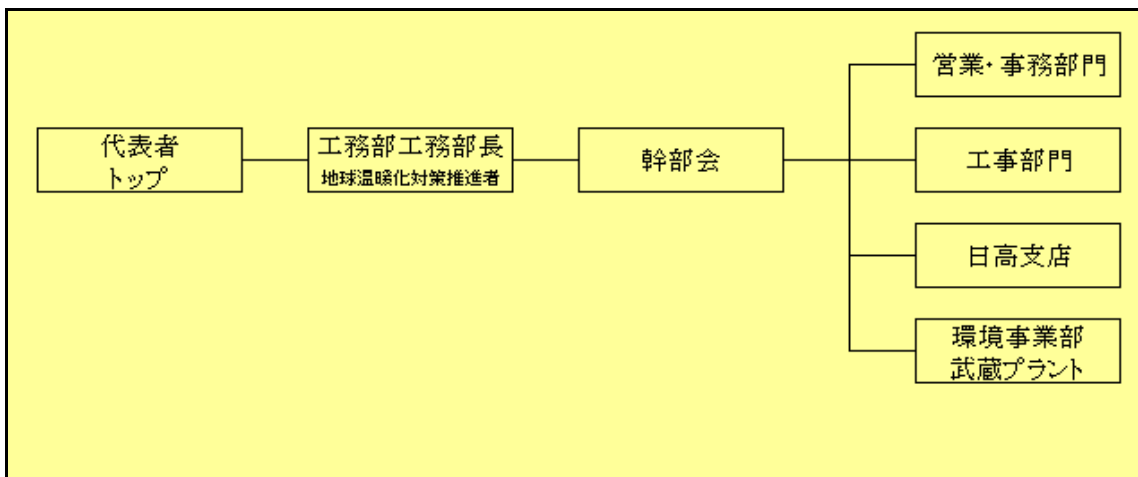 代表者
トップ
工務部工務部長
地球温暖化対策推進者
幹部会
営業・事務部門
工事部門
日高支店
環境事業部
武蔵プラント